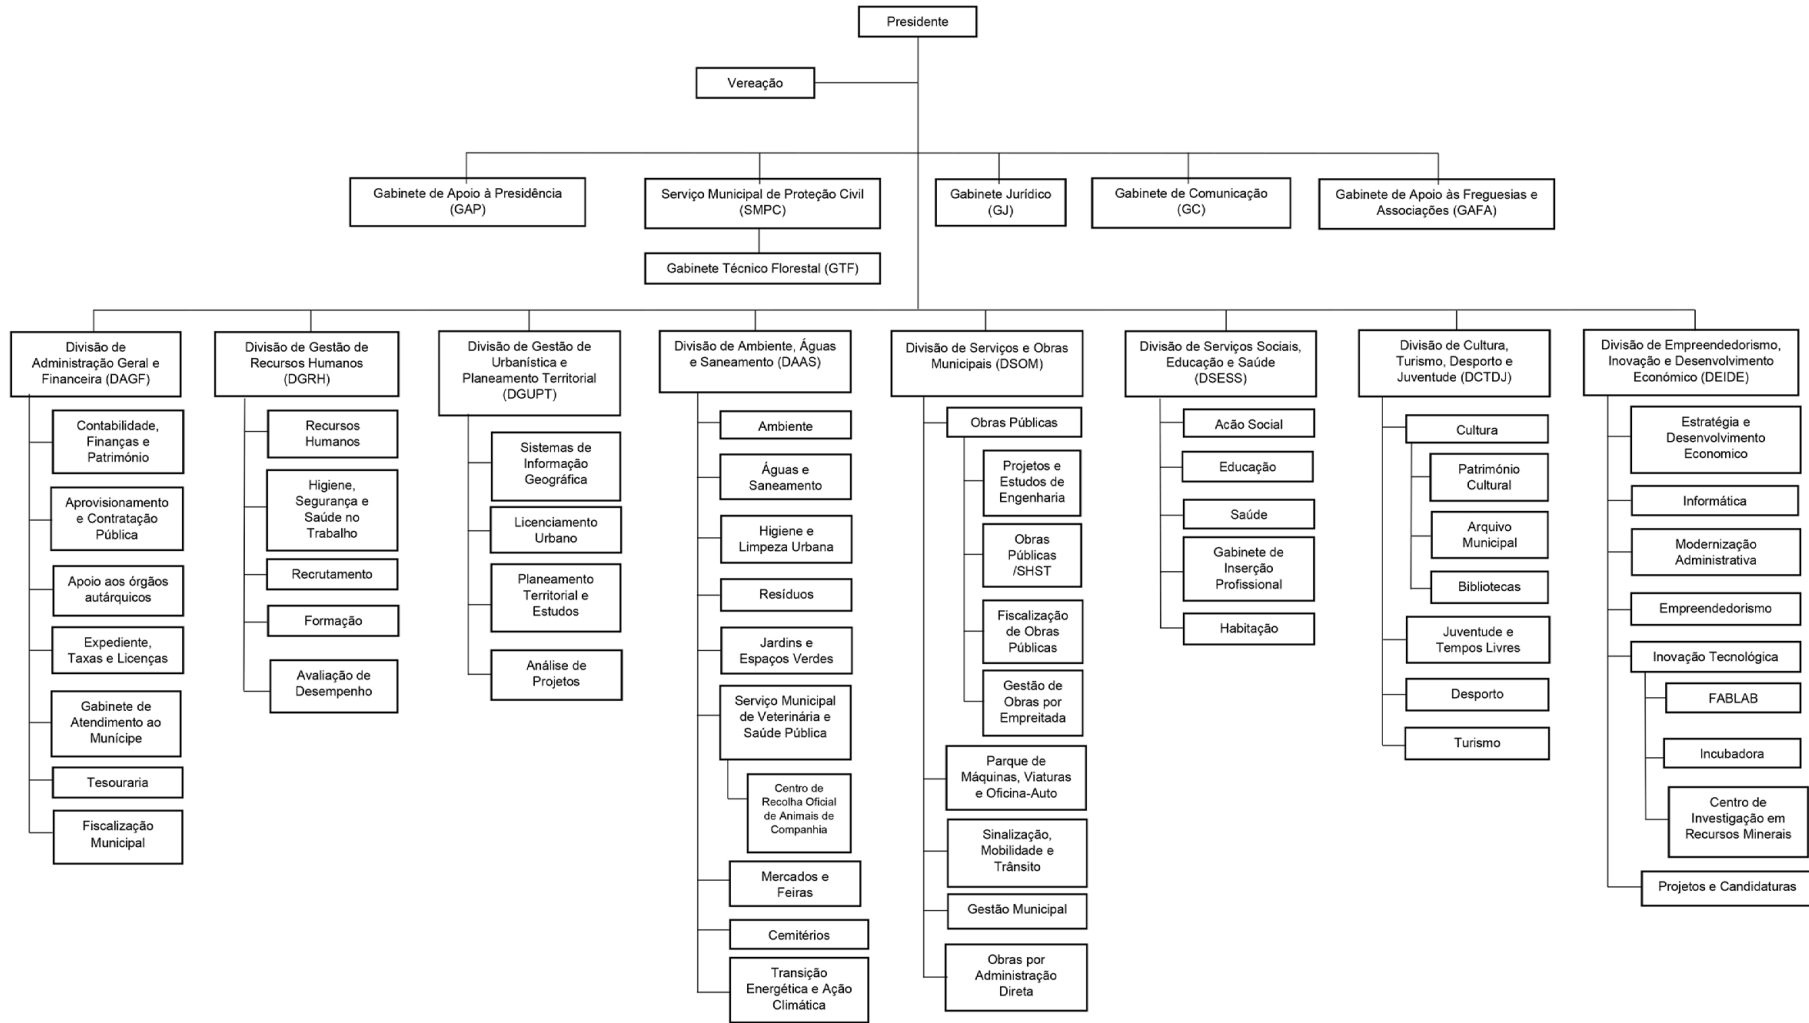 Presidente
Vereação
Gabinete de Apoio à Presidência
(GAP)
Serviço Municipal de Proteção Civil
(SMPC)
Gabinete Jurídico
(GJ)
Gabinete de Comunicação
(GC)
Gabinete de Apoio às Freguesias e
Associações (GAFA)
Gabinete Técnico Florestal (GTF)
Divisão de
Administração Geral e
Financeira (DAGF)
Contabilidade,
Finanças e
Património
Aprovisionamento
e Contratação
Pública
Apoio aos órgãos
autárquicos
Expediente,
Taxas e Licenças
Gabinete de
Atendimento ao
Munícipe
Tesouraria
Fiscalização
Municipal
Divisão de Gestão de
Recursos Humanos
(DGRH)
Recursos
Humanos
Higiene,
Segurança e
Saúde no
Trabalho
Recrutamento
Formação
Avaliação de
Desempenho
Divisão de Gestão de
Urbanística e
Planeamento Territorial
(DGUPT)
Sistemas de
Informação
Geográfica
Licenciamento
Urbano
Planeamento
Territorial e
Estudos
Análise de
Projetos
Divisão de Ambiente, Águas
e Saneamento (DAAS)
Ambiente
Águas e
Saneamento
Higiene e
Limpeza Urbana
Resíduos
Jardins e
Espaços Verdes
Serviço Municipal
de Veterinária e
Saúde Pública
Centro de
Recolha Oficial
de Animais de
Companhia
Mercados e
Feiras
Cemitérios
Transição
Energética e Ação
Climática
Divisão de Serviços e Obras
Municipais (DSOM)
Obras Públicas
Projetos e
Estudos de
Engenharia
Obras
Públicas
/SHST
Fiscalização
de Obras
Públicas
Gestão de
Obras por
Empreitada
Parque de
Máquinas, Viaturas
e Oficina-Auto
Sinalização,
Mobilidade e
Trânsito
Gestão Municipal
Obras por
Administração
Direta
Divisão de Serviços Sociais,
Educação e Saúde
(DSESS)
Acão Social
Educação
Saúde
Gabinete de
Inserção
Profissional
Habitação
Divisão de Cultura,
Turismo, Desporto e
Juventude (DCTDJ)
Cultura
Património
Cultural
Arquivo
Municipal
Bibliotecas
Juventude e
Tempos Livres
Desporto
Turismo
Divisão de Empreendedorismo,
Inovação e Desenvolvimento
Económico (DEIDE)
Estratégia e
Desenvolvimento
Economico
Informática
Modernização
Administrativa
Empreendedorismo
Inovação Tecnológica
FABLAB
Incubadora
Centro de
Investigação em
Recursos Minerais
Projetos e Candidaturas